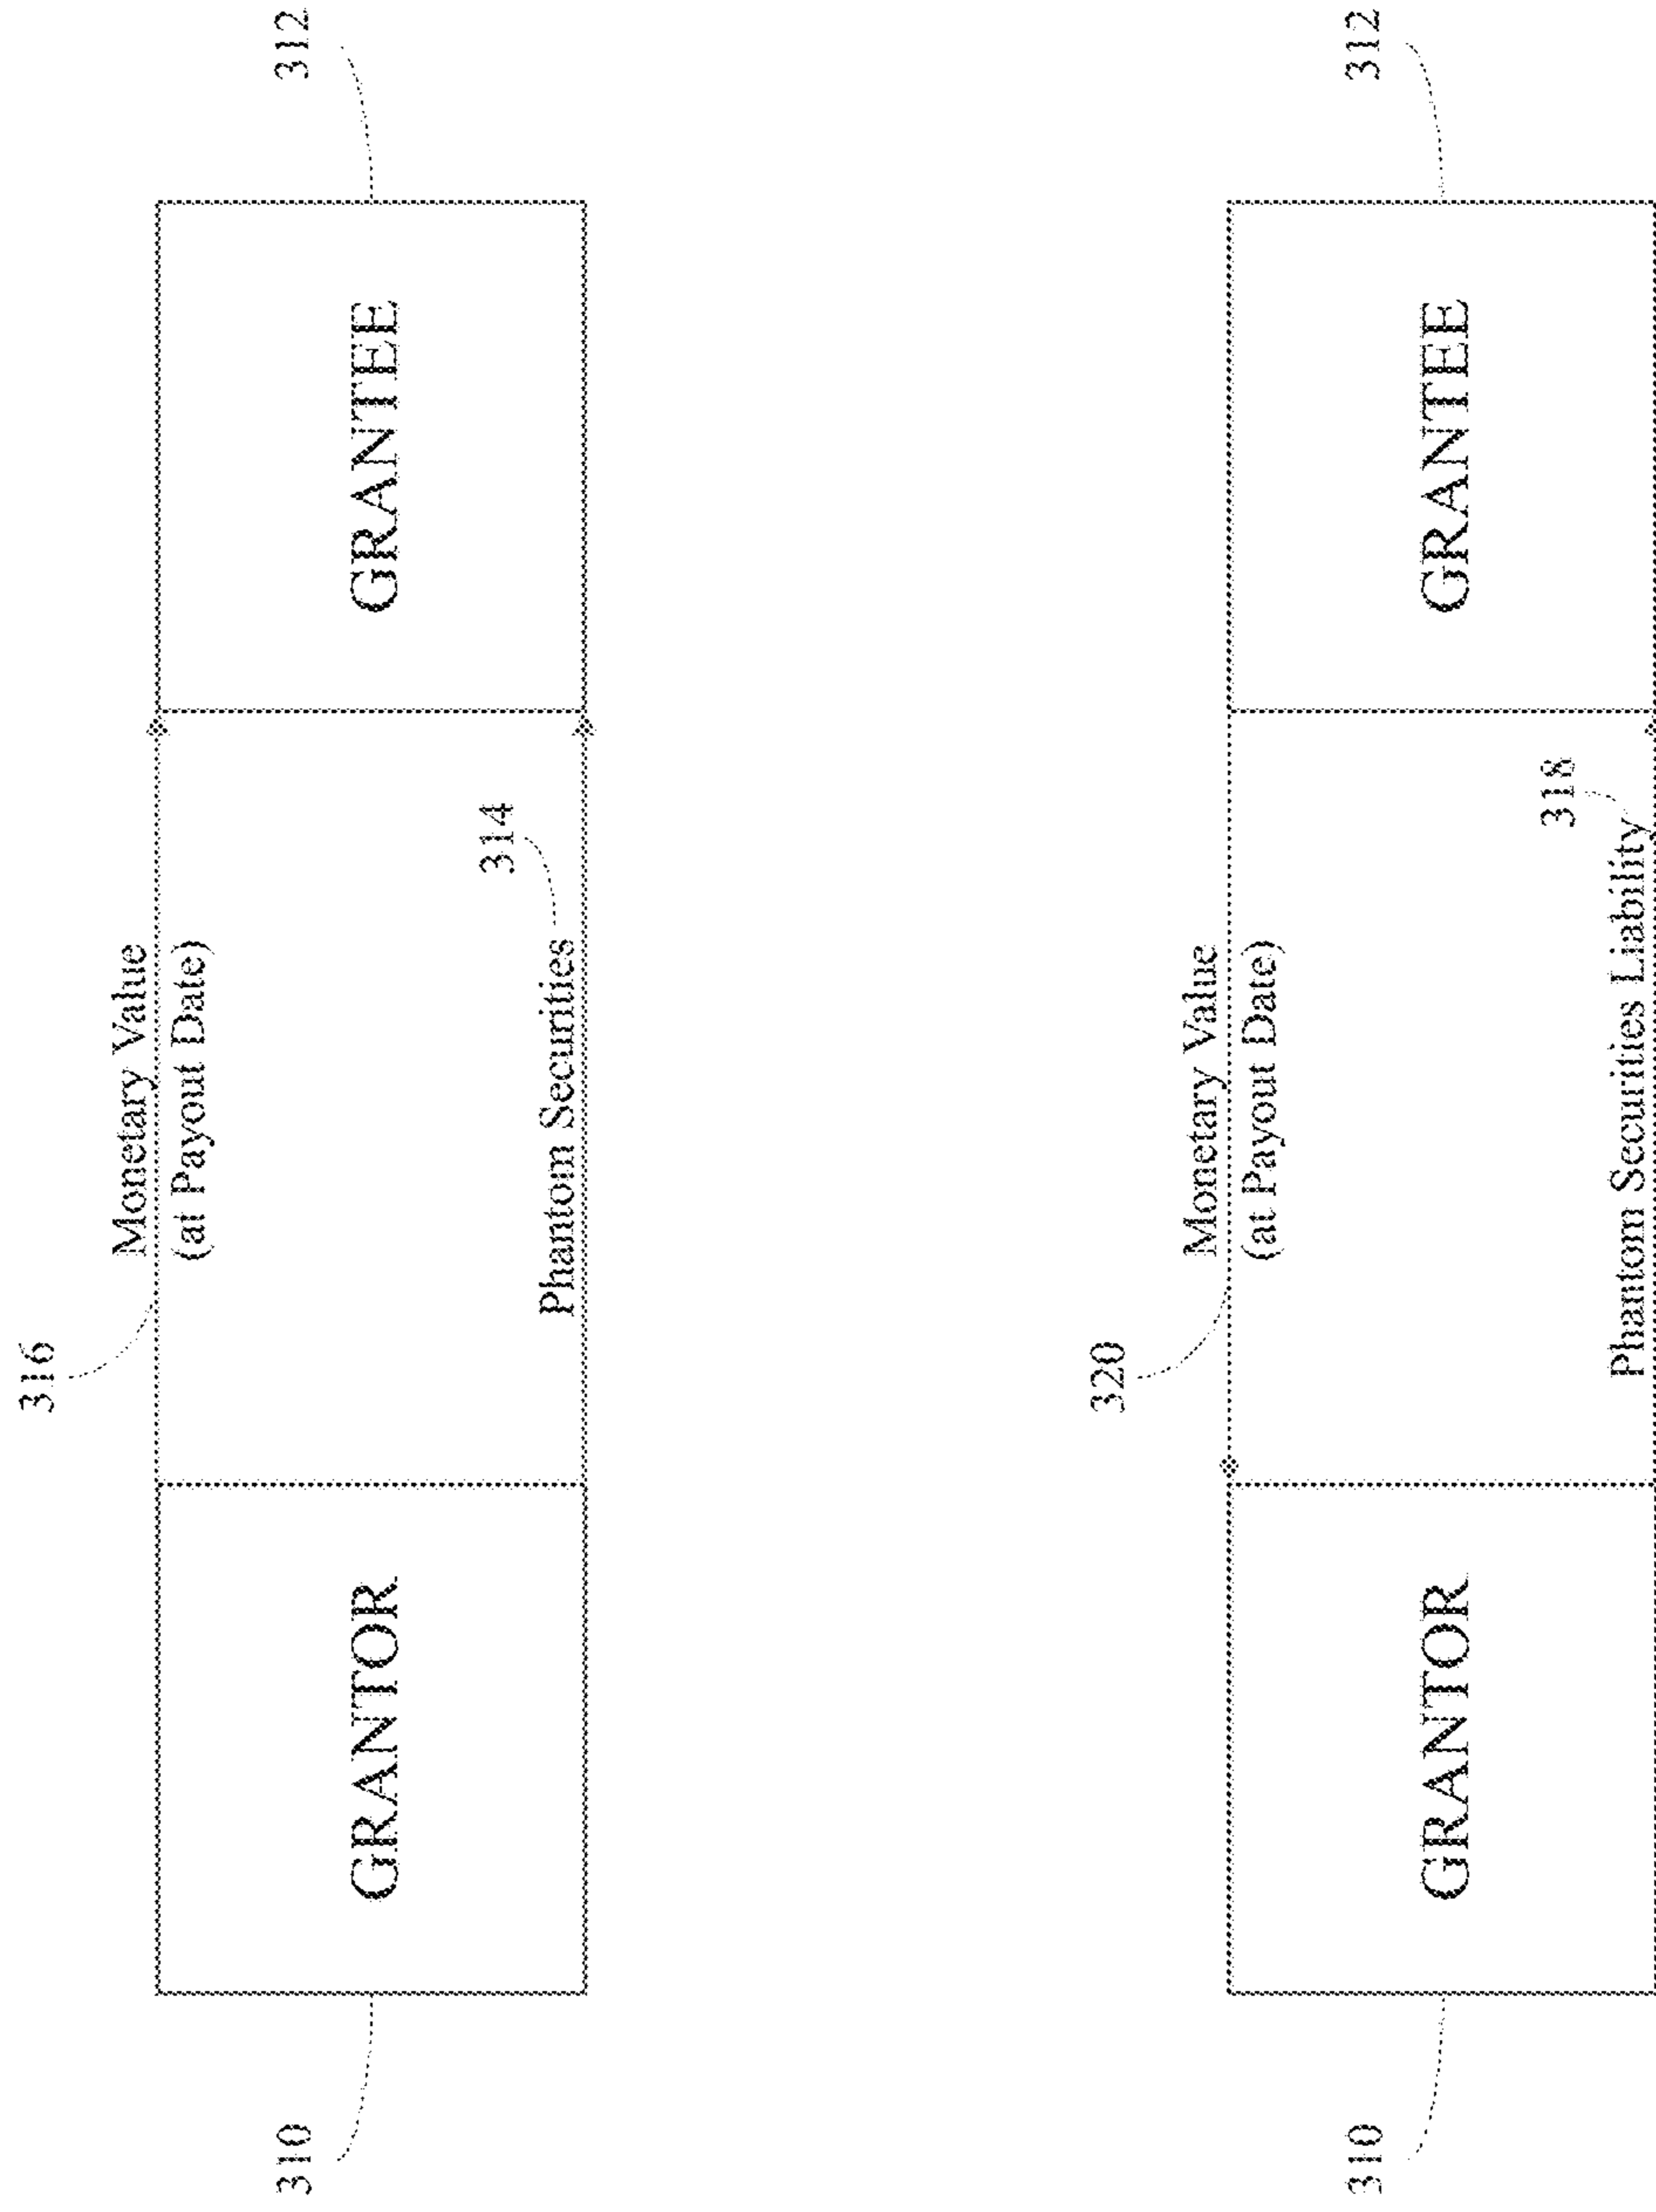 316
Monetary Value
(at Payout Date)
310
GRANTOR
GRANTEE
312
314
Phantom Securities
320
Monetary Value
(at Payout Date)
310
GRANTOR
GRANTEE
312
318
Phantom Securities Liability